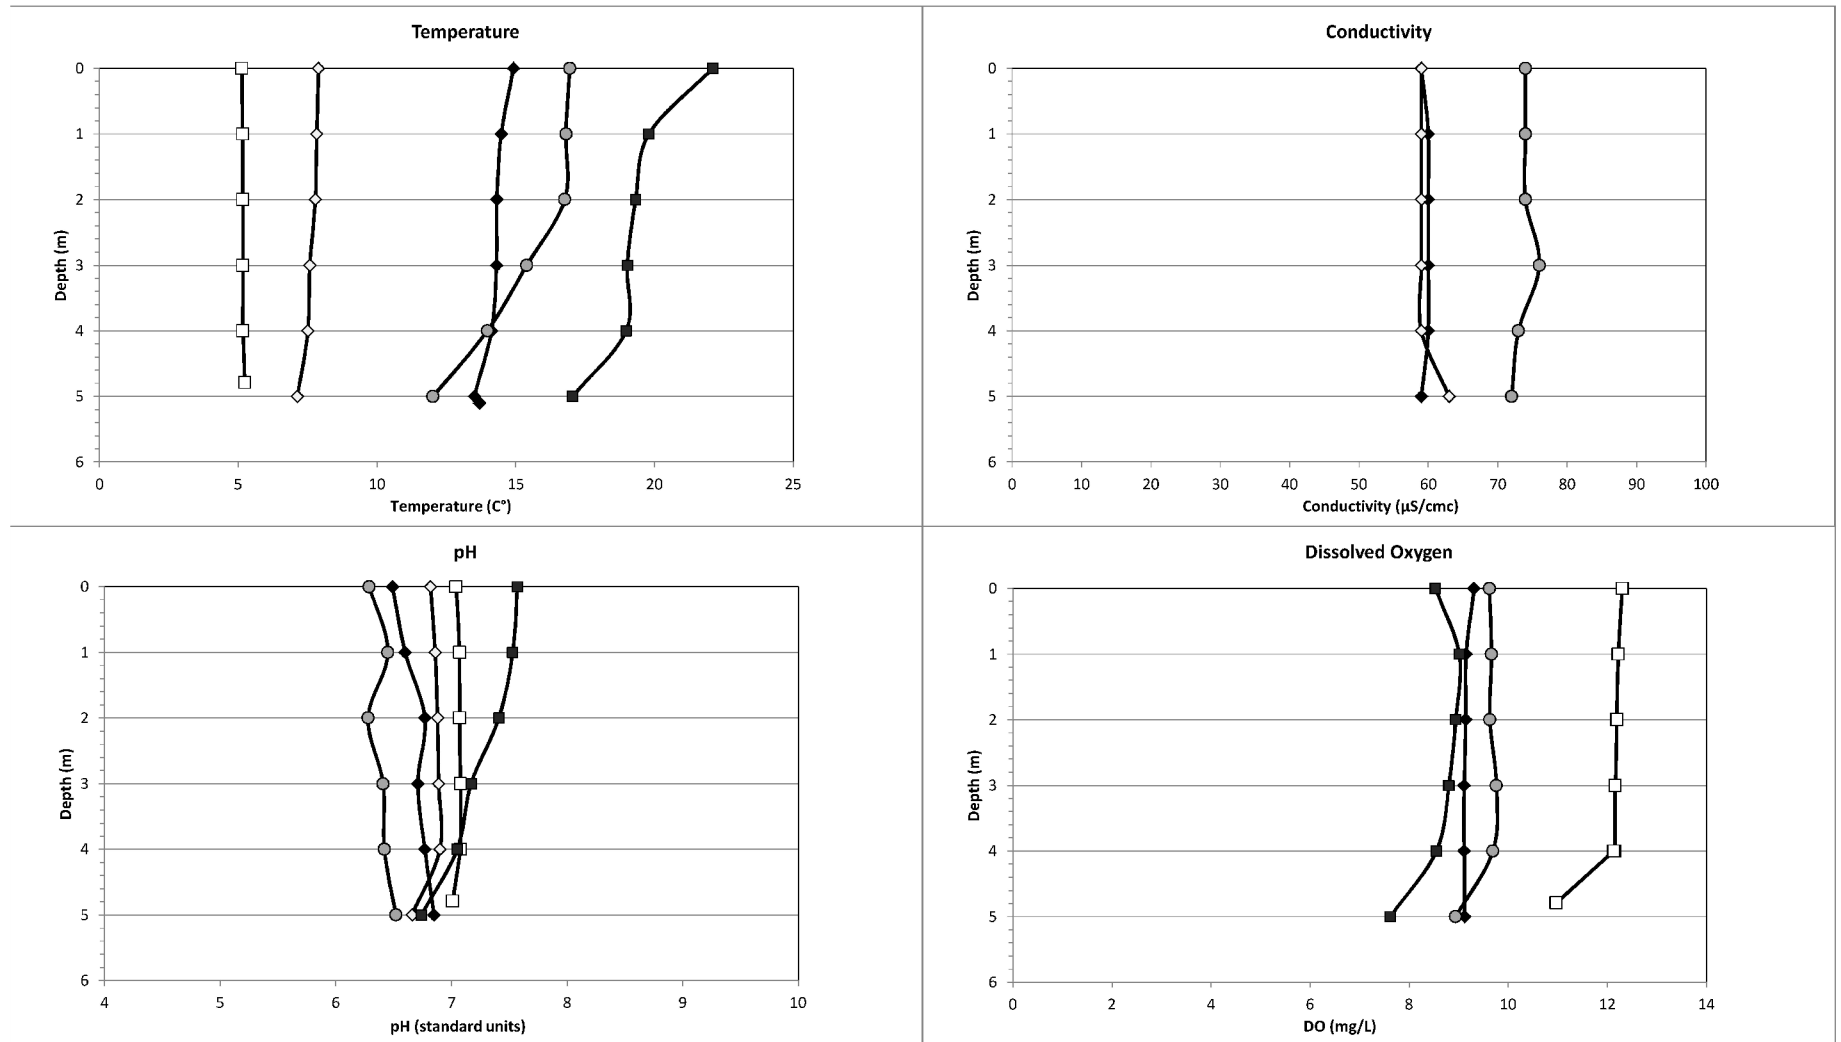 Temperature
0
1
2
3
4
5
6
Depth (m)
0 5 10 15 20 25
Temperature (C°)
Conductivity
0
1
2
3
4
5
6
Depth (m)
0 10 20 30 40 50 60 70 80 90 100
Conductivity (µS/cmc)
pH
0
1
2
3
4
5
6
Depth (m)
4 5 6 7 8 9 10
pH (standard units)
Dissolved Oxygen
0
1
2
3
4
5
6
Depth (m)
0 2 4 6 8 10 12 14
DO (mg/L)